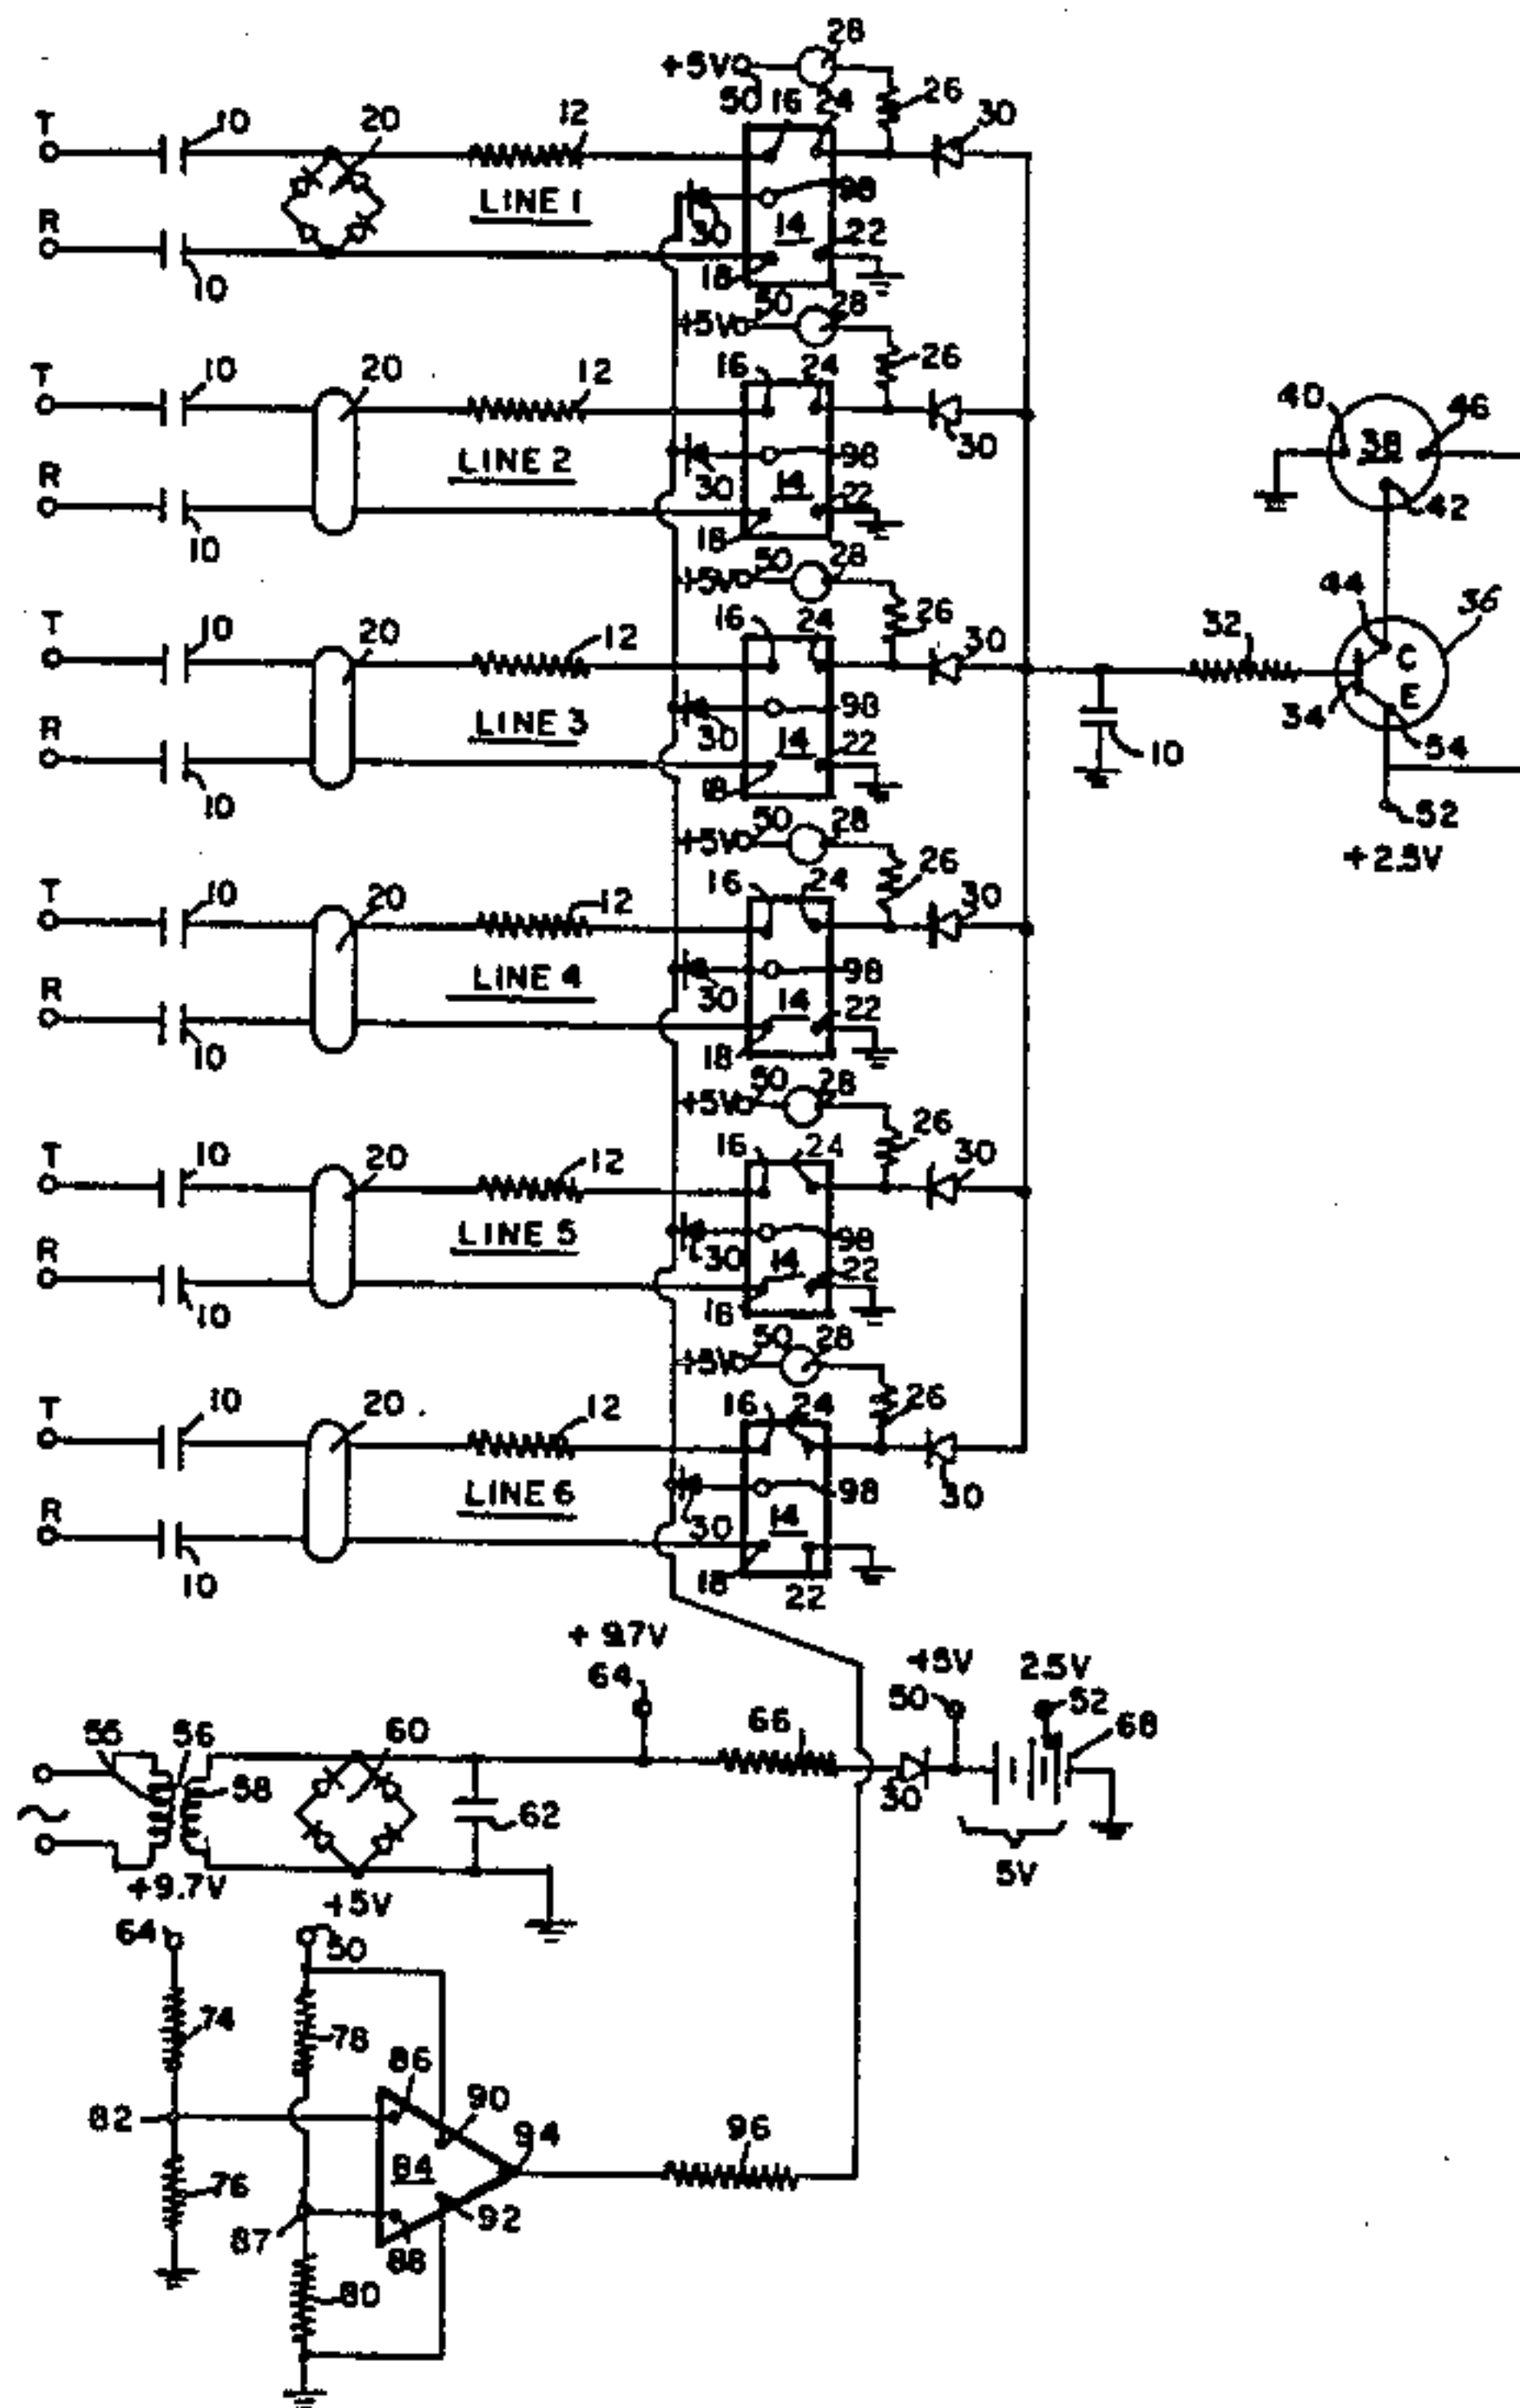 28
+5V 50 16 24 26 30
T 10 20 12
LINE 1
30 14 98 22
R 10 18
+5V 50 28
T 10 20 12 16 24 26 30
LINE 2
30 14 98 22
R 10 18
40 38 46
42
+5V 50 28
T 10 20 12 16 24 26 30
LINE 3
30 14 98 22
R 10 18
44 36
32 C
E
34 54
10
52
+2.5V
+5V 50 28
T 10 20 12 16 24 26 30
LINE 4
30 14 98 22
R 10 18
+5V 50 28
T 10 20 12 16 24 26 30
LINE 5
30 14 98 22
R 10 18
+5V 50 28
T 10 20 12 16 24 26 30
LINE 6
30 14 98
R 10 18 22
+9.7V
64
+5V 2.5V
50 52
55 56 60 66 68
58 62 30
5V
+9.7V +5V
64 50
74 78
86 90
82 84 94 96
76 92
87 88
80